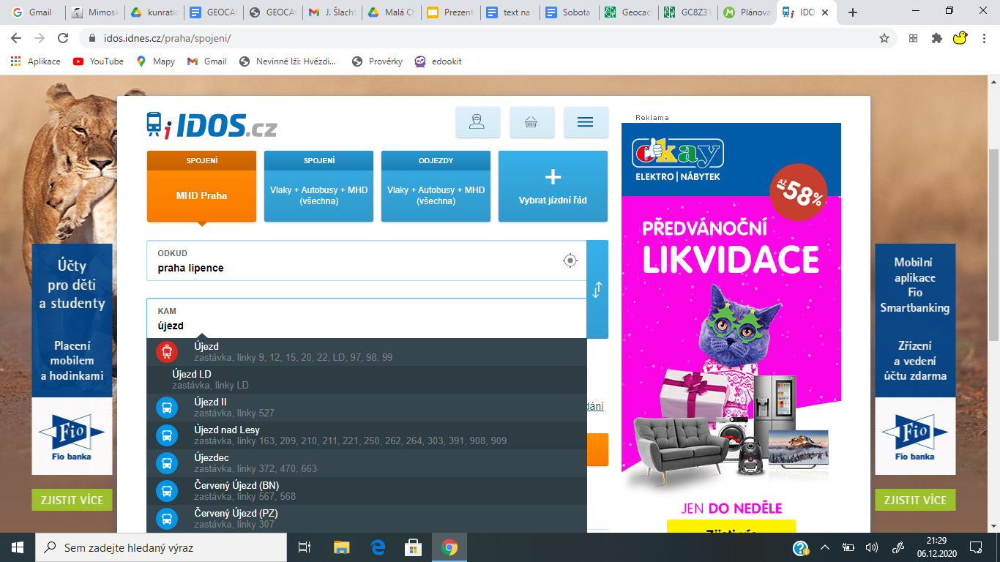 Gmail
Mimosk
kunratic
GEOCA
GEOCA
J. Šlacht
Malá Ch
Prezent
text na
Sobota
Geocac
GC8Z31
Plánova
IDO
idos.idnes.cz/praha/spojeni/
Aplikace
YouTube
Mapy
Gmail
Nevinné lži: Hvězdi...
Prověrky
edookit
IDOS.cz
Reklama
SPOJENÍ
MHD Praha
SPOJENÍ
Vlaky + Autobusy + MHD
(všechna)
ODJEZDY
Vlaky + Autobusy + MHD
(všechna)
+
Vybrat jízdní řád
ODKUD
praha lipence
KAM
újezd
Újezd
zastávka, linky 9, 12, 15, 20, 22, LD, 97, 98, 99
Újezd LD
zastávka, linky LD
Újezd II
zastávka, linky 527
Újezd nad Lesy
zastávka, linky 163, 209, 210, 211, 221, 250, 262, 264, 303, 391, 908, 909
Újezdec
zastávka, linky 372, 470, 663
Červený Újezd (BN)
zastávka, linky 567, 568
Červený Újezd (PZ)
zastávka, linky 307
dání
okay
ELEKTRO | NÁBYTEK
AŽ
-58%
PŘEDVÁNOČNÍ
LIKVIDACE
JEN DO NEDĚLE
Zjisti víc
Účty
pro děti
a studenty
Placení
mobilem
a hodinkami
Fio
Fio banka
ZJISTIT VÍCE
Mobilní
aplikace
Fio
Smartbanking
Zřízení
a vedení
účtu zdarma
Fio
Fio banka
ZJISTIT VÍCE
Sem zadejte hledaný výraz
21:29
06.12.2020